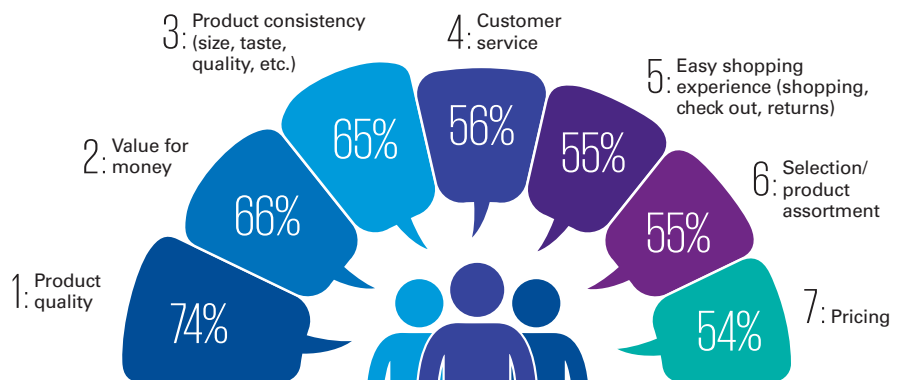 1: Product
quality
74%
2: Value for
money
66%
3: Product consistency
(size, taste,
quality, etc.)
65%
4: Customer
service
56%
5: Easy shopping
experience (shopping,
check out, returns)
55%
6: Selection/
product
assortment
55%
7: Pricing
54%